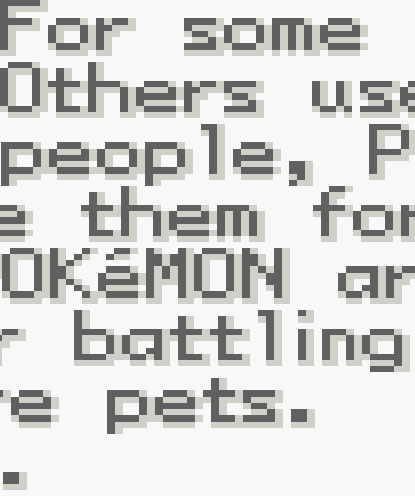 For some
Others use
people, P
e them for
OKéMON ar
r battling
re pets.
.